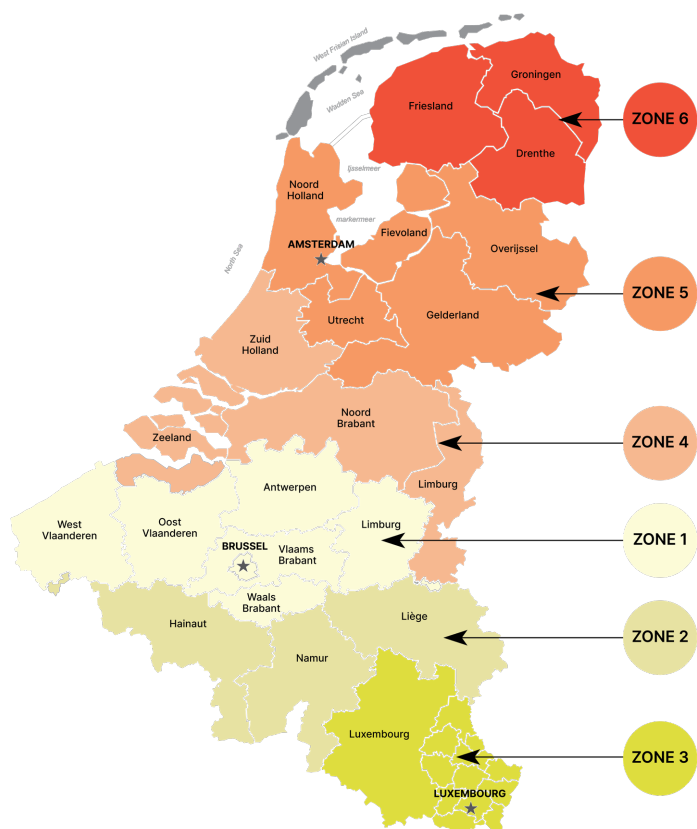 West Frisian Island
Wadden Sea
Groningen
Friesland
ZONE 6
Drenthe
Ijsselmeer
Noord
Holland
markermeer
Fievoland
AMSTERDAM
Overijssel
North Sea
ZONE 5
Utrecht
Gelderland
Zuid
Holland
Noord
Brabant
Zeeland
ZONE 4
Limburg
Antwerpen
West
Vlaanderen
Oost
Vlaanderen
Limburg
BRUSSEL
Vlaams
Brabant
ZONE 1
Waals
Brabant
Hainaut
Liège
ZONE 2
Namur
Luxembourg
ZONE 3
LUXEMBOURG